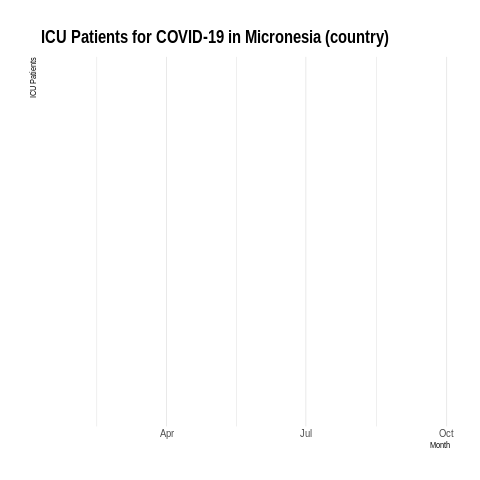 ICU Patients for COVID-19 in Micronesia (country)
ICU Patients
Apr Jul Oct
Month